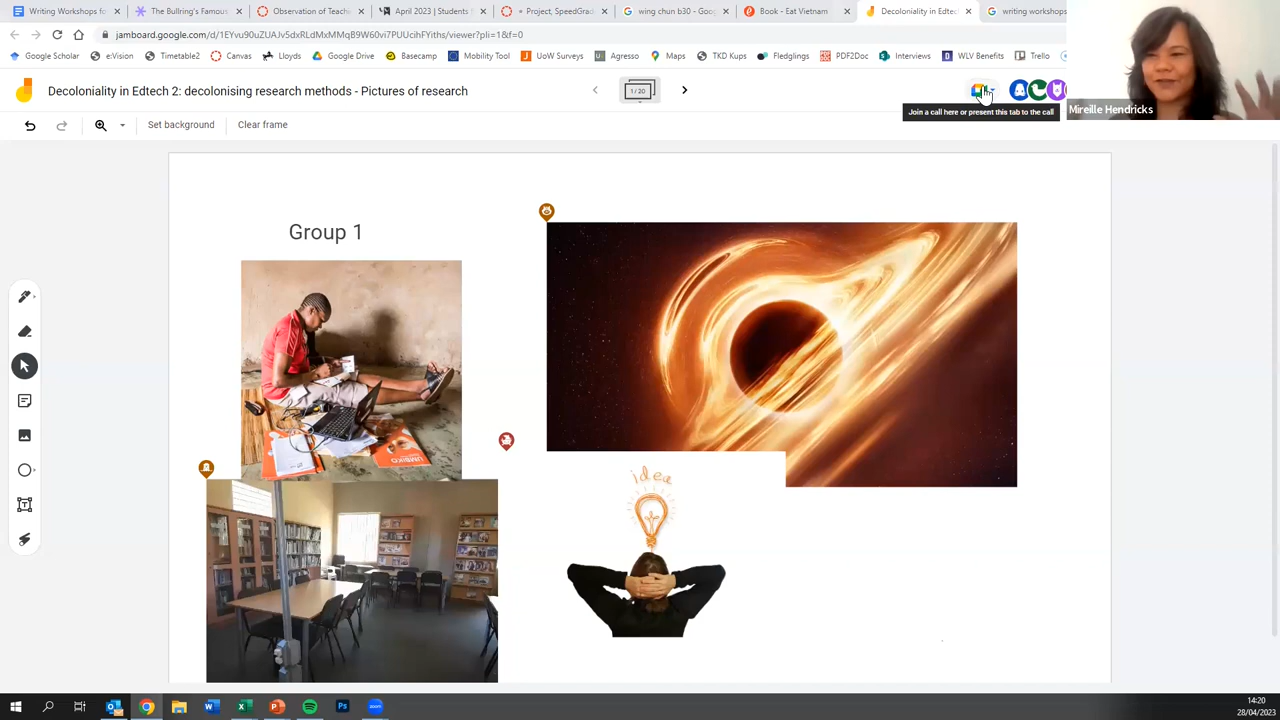 Writing Workshops fo
The Bullring's Famous
Observation of Teachi
April 2023 | Students
+ Project, SpeedGrade
wing chun b30 - Goo
Book - Eat Vietnam
Decoloniality in Edtec
writing workshops
jamboard.google.com/d/1EYvu90uZUAJv5dxRLdMxMMqB9W60vi7PUUcihFYiths/viewer?pli=1&f=0
Google Scholar
e:Vision
Timetable2
Canvas
Lloyds
Google Drive
Basecamp
Mobility Tool
UoW Surveys
Agresso
Maps
TKD Kups
Fledglings
PDF2Doc
Interviews
WLV Benefits
Trello
Decoloniality in Edtech 2: decolonising research methods - Pictures of research
1 / 20
Join a call here or present this tab to the call
Mireille Hendricks
Set background
Clear frame
Group 1
idea
14:20
28/04/2023